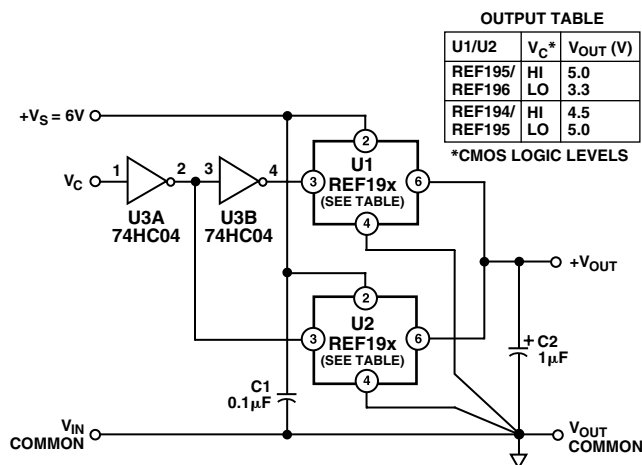 OUTPUT TABLE
U1/U2 VC* VOUT (V)
REF195/ HI 5.0
REF196 LO 3.3
REF194/ HI 4.5
REF195 LO 5.0
*CMOS LOGIC LEVELS
+VS = 6V
2
U1
VC 1 2 3 4 3 REF19x 6
(SEE TABLE)
U3A U3B
74HC04 74HC04
4
+VOUT
2
U2
3 REF19x 6
(SEE TABLE)
+ C2
1µF
C1
0.1µF
4
VIN
COMMON
VOUT
COMMON